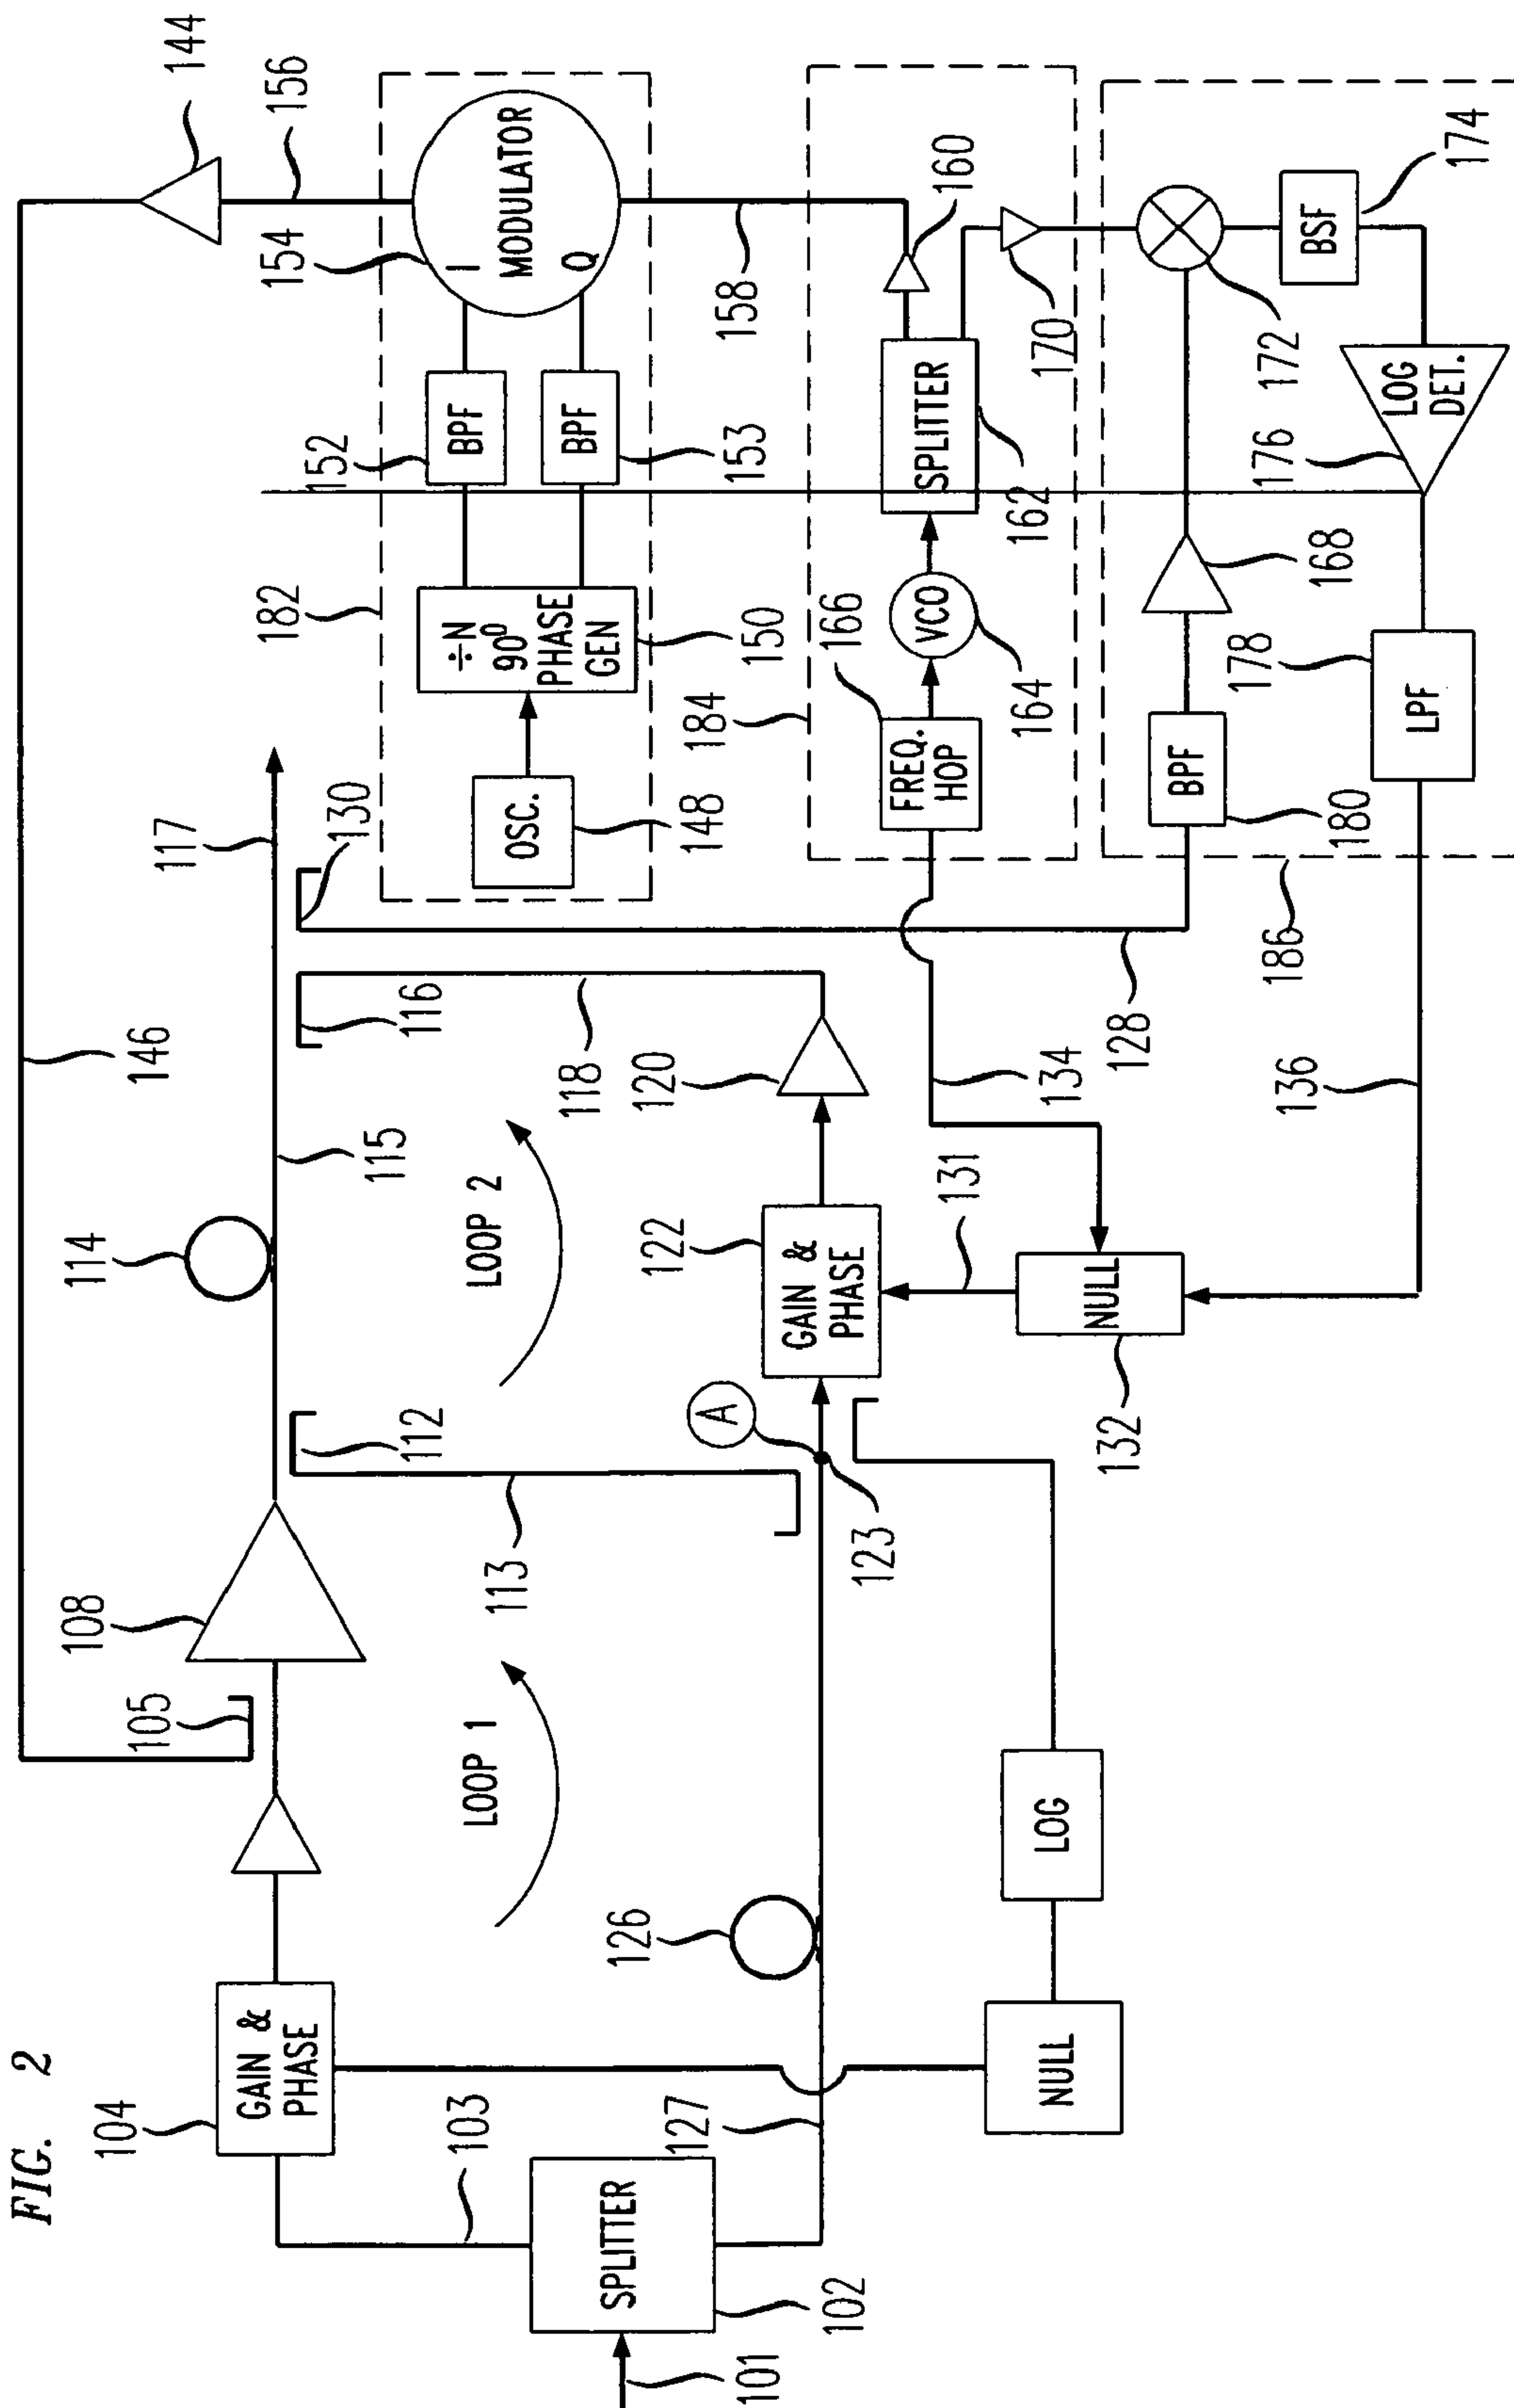 FIG. 2
144
156
154
I
MODULATOR
Q
152
BPF
BPF
153
182
÷N
90⁰
PHASE
GEN
150
OSC.
148
146
117
130
158
160
SPLITTER
162
170
VCO
164
166
FREQ.
HOP
184
172
BSF
174
LOG
DET.
176
168
178
LPF
BPF
180
186
128
134
136
116
118
120
115
114
LOOP 2
122
GAIN &
PHASE
131
NULL
132
A
123
112
113
108
105
LOOP 1
126
LOG
NULL
GAIN &
PHASE
104
103
127
SPLITTER
102
101